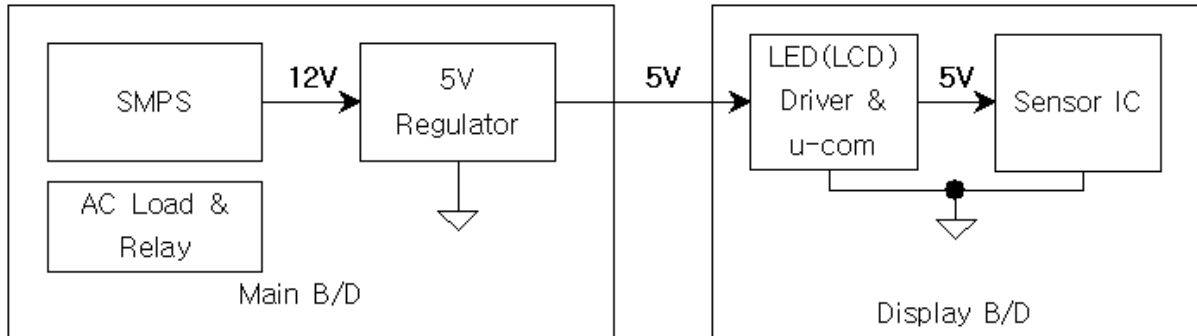 SMPS
12V
5V
Regulator
5V
LED(LCD)
Driver &
u-com
5V
Sensor IC
AC Load &
Relay
Main B/D
Display B/D